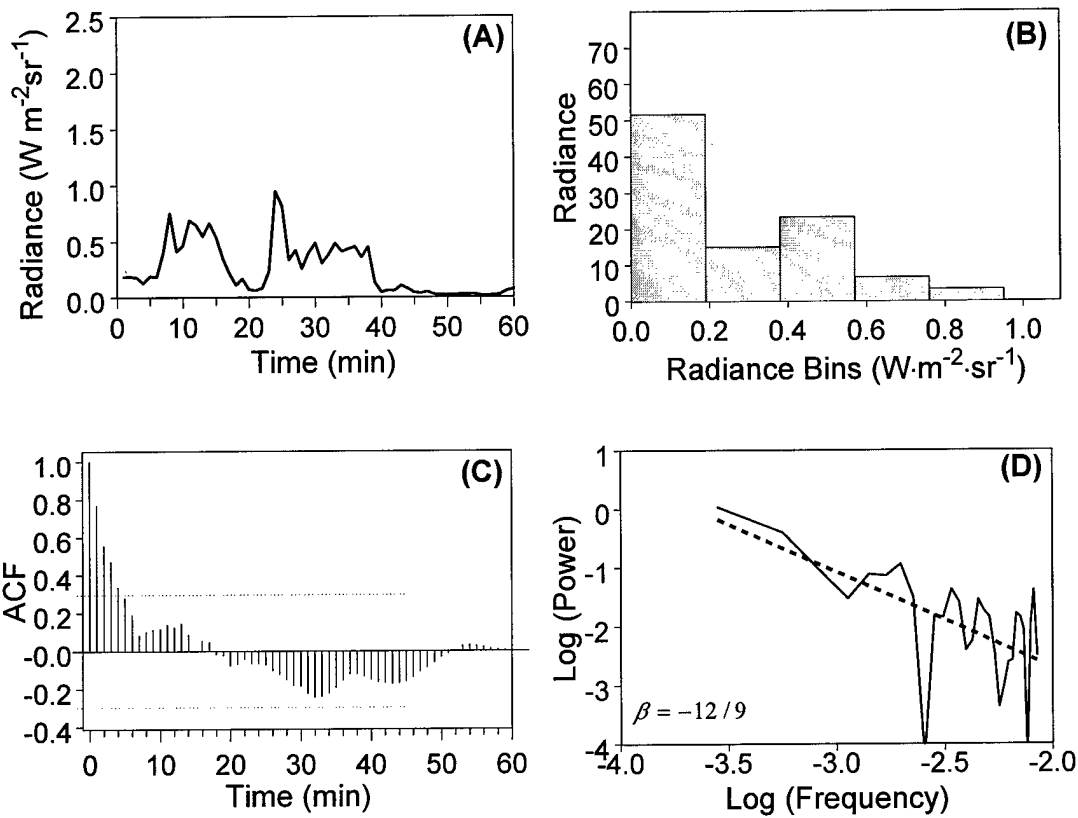 (A)
Radiance (W m-2sr-1)
2.5
2.0
1.5
1.0
0.5
0.0
0 10 20 30 40 50 60
Time (min)
(B)
Radiance
70
60
50
40
30
20
10
0
0.0 0.2 0.4 0.6 0.8 1.0
Radiance Bins (W·m-2·sr-1)
(C)
ACF
1.0
0.8
0.6
0.4
0.2
-0.0
-0.2
-0.4
0 10 20 30 40 50 60
Time (min)
(D)
Log (Power)
1
0
-1
-2
-3
-4
β = −12 / 9
-4.0 -3.5 -3.0 -2.5 -2.0
Log (Frequency)